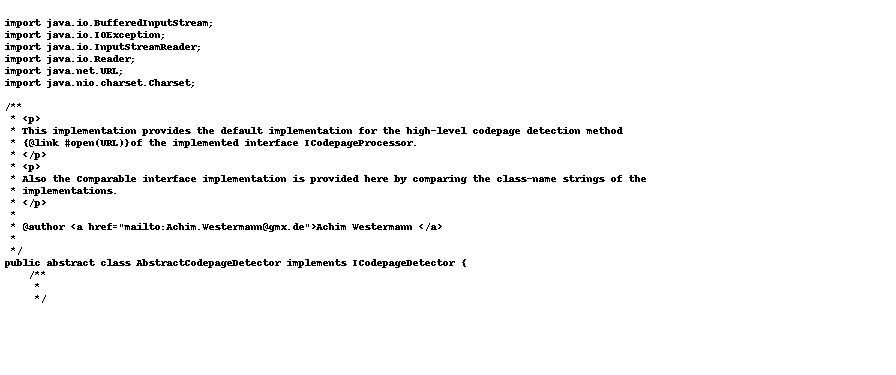 import java.io.BufferedInputStream;
import java.io.IOException;
import java.io.InputStreamReader;
import java.io.Reader;
import java.net.URL;
import java.nio.charset.Charset;

/**
 * <p>
 * This implementation provides the default implementation for the high-level codepage detection method
 * {@link #open(URL)}of the implemented interface ICodepageProcessor.
 * </p>
 * <p>
 * Also the Comparable interface implementation is provided here by comparing the class-name strings of the
 * implementations.
 * </p>
 *
 * @author <a href="mailto:Achim.Westermann@gmx.de">Achim Westermann </a>
 *
 */
public abstract class AbstractCodepageDetector implements ICodepageDetector {
    /**
     *
     */